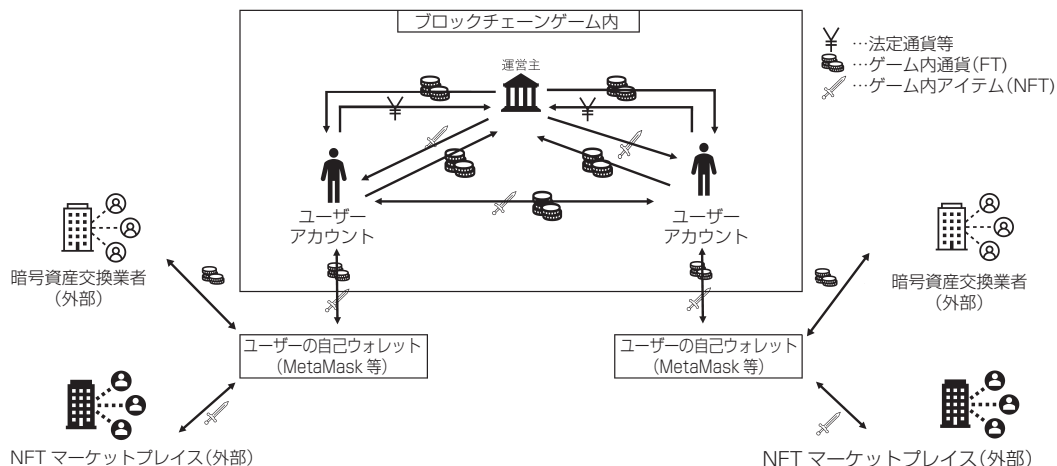 ブロックチェーンゲーム内
¥…法定通貨等
…ゲーム内通貨(FT)
…ゲーム内アイテム(NFT)
運営主
¥
¥
ユーザー
アカウント
ユーザー
アカウント
暗号資産交換業者
(外部)
暗号資産交換業者
(外部)
ユーザーの自己ウォレット
(MetaMask 等)
ユーザーの自己ウォレット
(MetaMask 等)
NFT マーケットプレイス(外部)
NFT マーケットプレイス(外部)